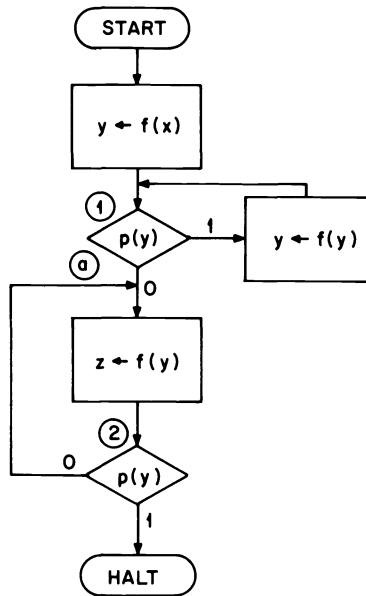 START
y ← f(x)
1
p(y)
1
y ← f(y)
a
0
z ← f(y)
2
0
p(y)
1
HALT